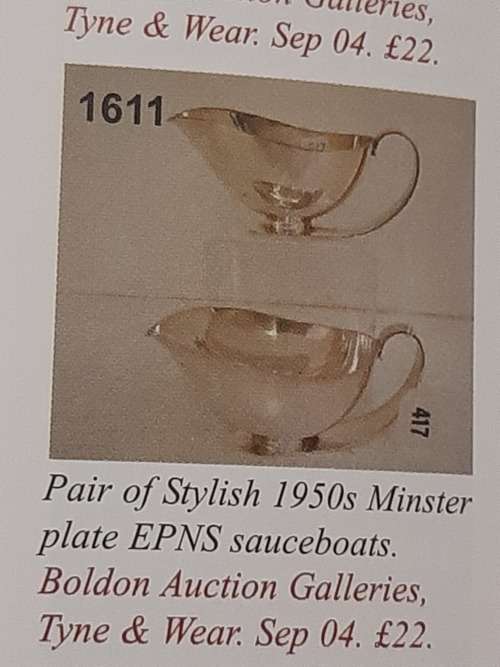 Galleries,
Tyne & Wear. Sep 04. £22.
1611
417
Pair of Stylish 1950s Minster
plate EPNS sauceboats.
Boldon Auction Galleries,
Tyne & Wear. Sep 04. £22.